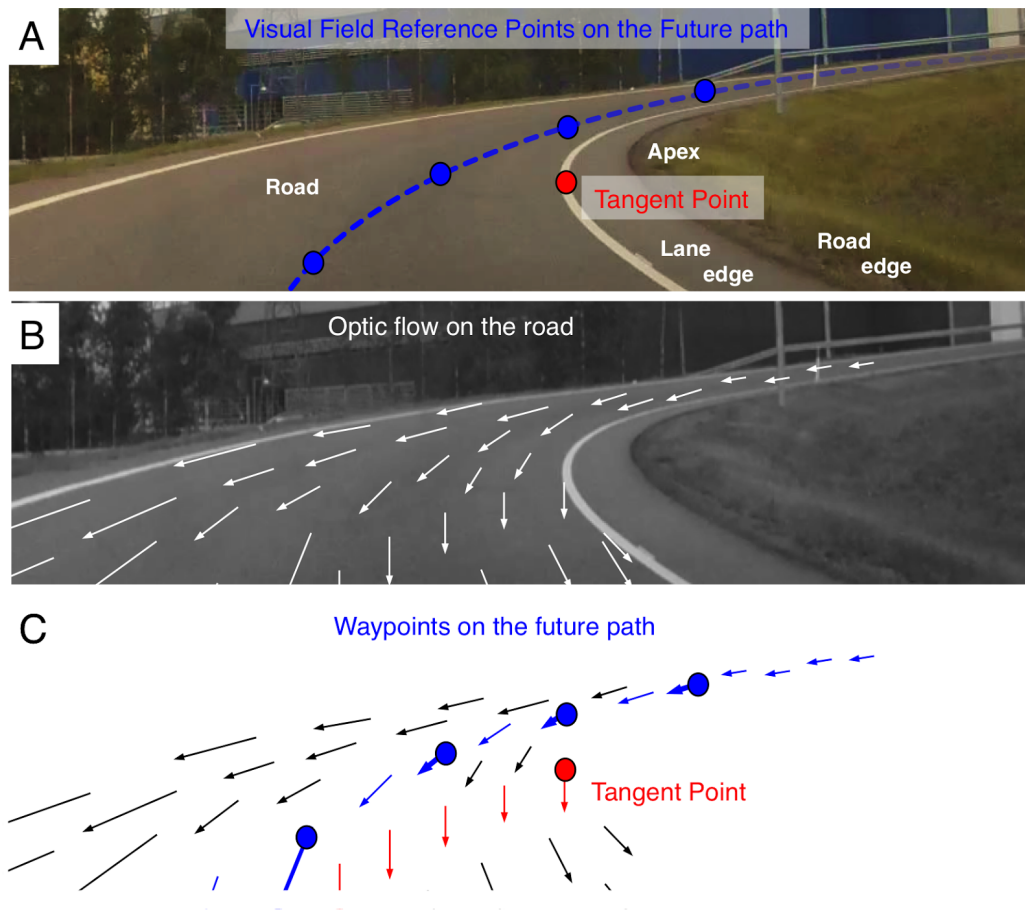 A
Visual Field Reference Points on the Future path
Road
Apex
Tangent Point
Lane
edge
Road
edge
B
Optic flow on the road
C
Waypoints on the future path
Tangent Point